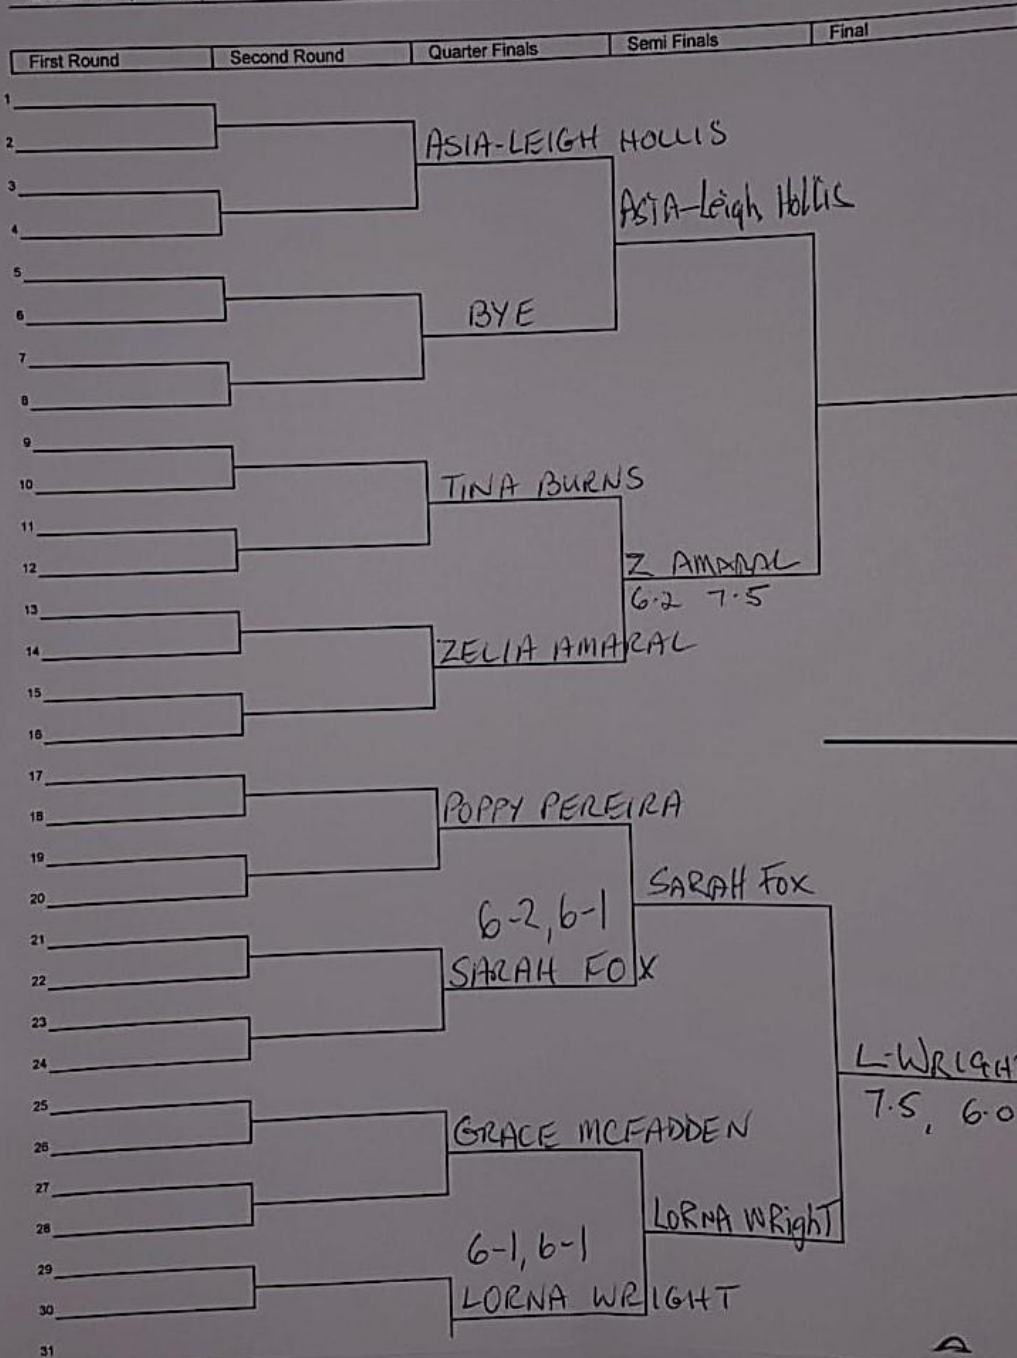 First Round Second Round Quarter Finals Semi Finals Final
1
2
ASIA-LEIGH HOLLIS
3
ASIA-Leigh Hollis
4
5
6
BYE
7
8
9
10
TINA BURNS
11
12
Z AMARAL
6.2 7.5
13
14
ZELIA AMARAL
15
16
17
18
POPPY PEREIRA
19
20
SARAH FOX
6-2, 6-1
21
22
SARAH FOX
23
24
L-WRIGHT
25
7.5, 6.0
26
GRACE MCFADDEN
27
28
LORNA WRighT
6-1, 6-1
29
30
LORNA WRIGHT
31